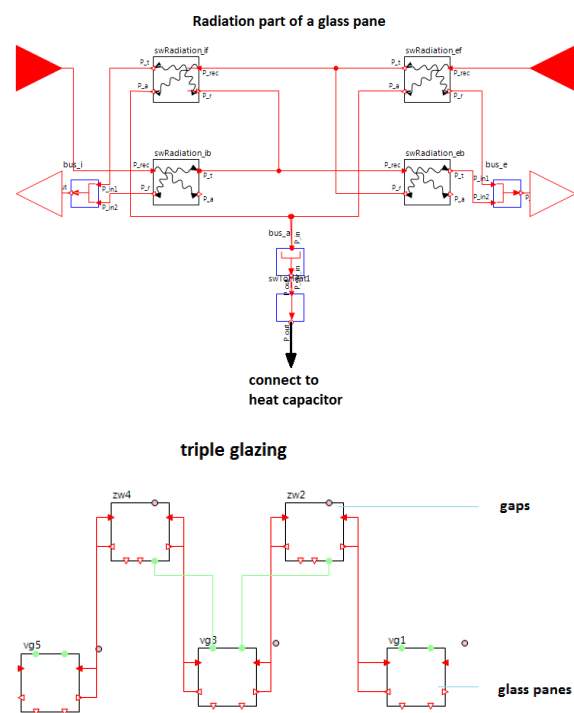 Radiation part of a glass pane
swRadiation_if
swRadiation_ef
P_t
P_rec
P_t
P_rec
P_a
P_r
P_a
P_r
swRadiation_ib
swRadiation_eb
bus_i
P_rec
P_t
P_rec
P_t
bus_e
P_in1
P_in1
P_r
P_a
P_r
P_a
P_in2
P_in2
bus_a
P_in
P_out
connect to
heat capacitor
triple glazing
zw4
zw2
gaps
vg5
vg3
vg1
glass panes